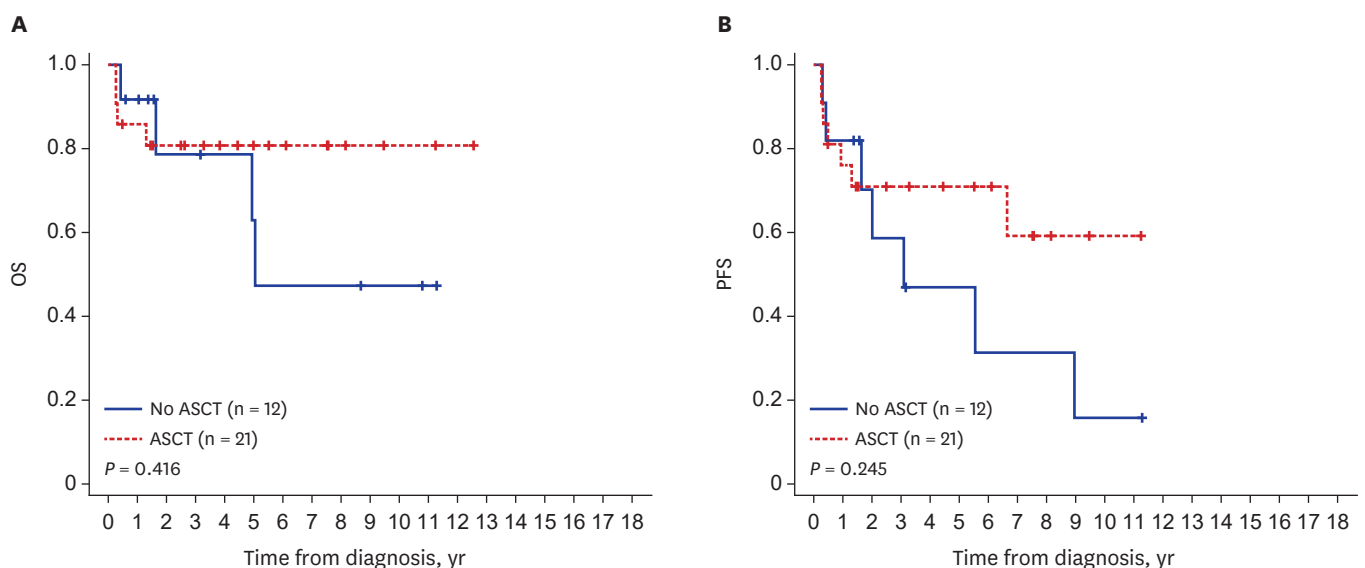 A
1.0
0.8
0.6
0.4
0.2
0
OS
No ASCT (n = 12)
ASCT (n = 21)
P = 0.416
0 1 2 3 4 5 6 7 8 9 10 11 12 13 14 15 16 17 18
Time from diagnosis, yr
B
1.0
0.8
0.6
0.4
0.2
0
PFS
No ASCT (n = 12)
ASCT (n = 21)
P = 0.245
0 1 2 3 4 5 6 7 8 9 10 11 12 13 14 15 16 17 18
Time from diagnosis, yr